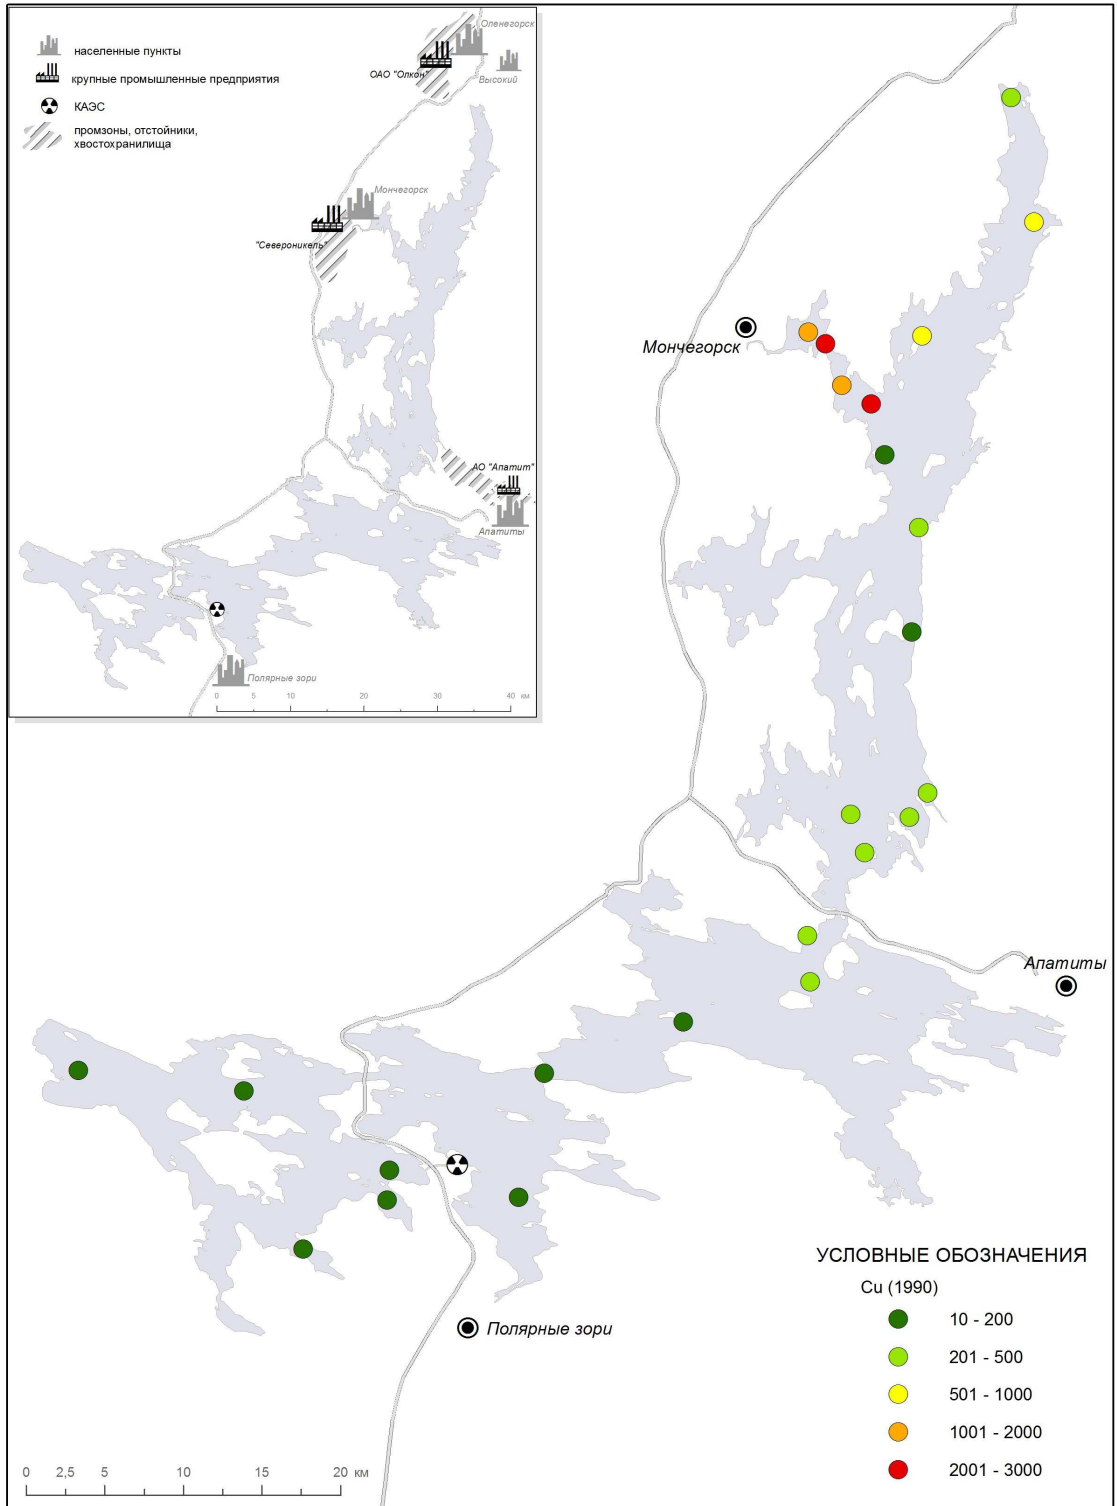 Оленегорск
населенные пункты
ОАО "Олкон"
крупные промышленные предприятия
Высокий
КАЭС
промзоны, отстойники,
хвостохранилища
Мончегорск
"Североникель"
АО "Апатит"
Апатиты
Полярные зори
0 5 10 20 30 40 км
Мончегорск
Апатиты
Полярные зори
УСЛОВНЫЕ ОБОЗНАЧЕНИЯ
Cu (1990)
10 - 200
201 - 500
501 - 1000
1001 - 2000
2001 - 3000
0 2,5 5 10 15 20 км